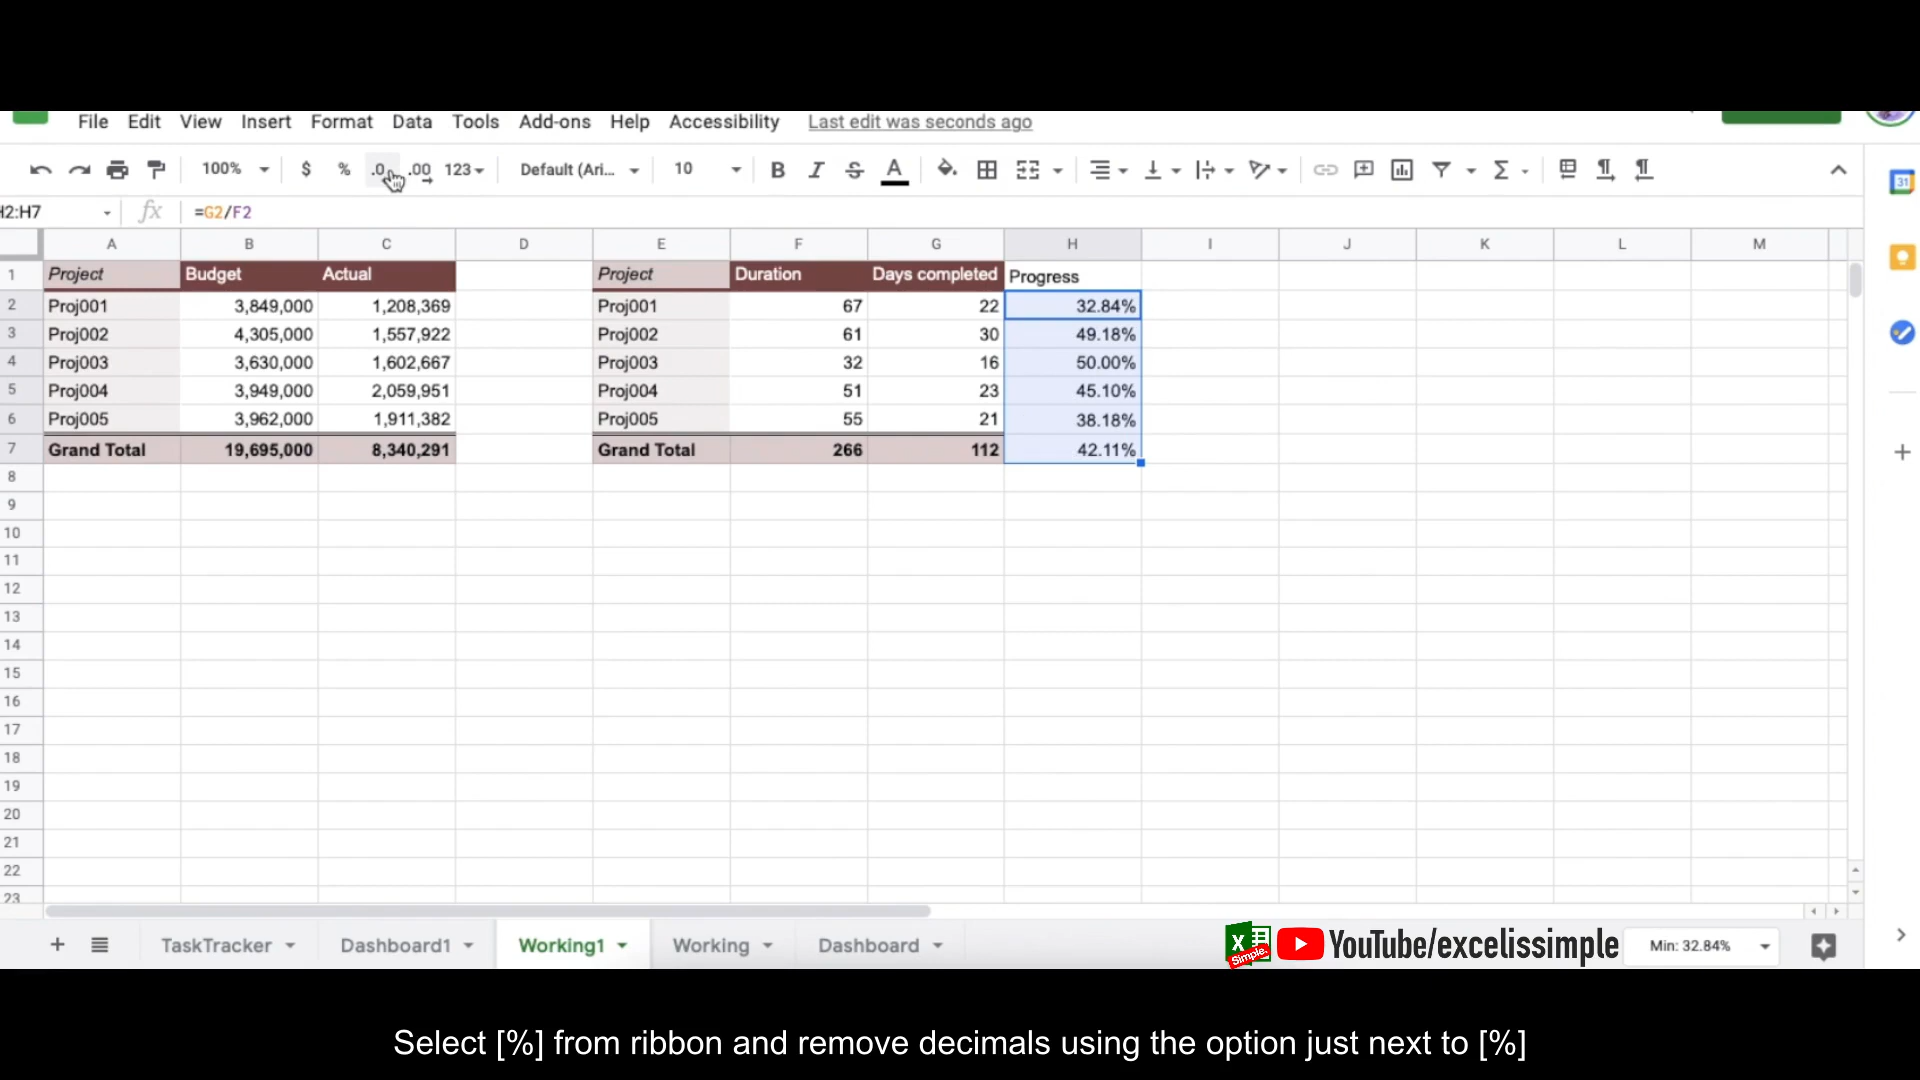 File Edit View Insert Format Data Tools Add-ons Help Accessibility Last edit was seconds ago
100% $ % .0 .00 123 Default (Ari... 10 B I S A
H2:H7 fx =G2/F2
A B C D E F G H I J K L M
1 Project Budget Actual Project Duration Days completed Progress
2 Proj001 3,849,000 1,208,369 Proj001 67 22 32.84%
3 Proj002 4,305,000 1,557,922 Proj002 61 30 49.18%
4 Proj003 3,630,000 1,602,667 Proj003 32 16 50.00%
5 Proj004 3,949,000 2,059,951 Proj004 51 23 45.10%
6 Proj005 3,962,000 1,911,382 Proj005 55 21 38.18%
7 Grand Total 19,695,000 8,340,291 Grand Total 266 112 42.11%
8
9
10
11
12
13
14
15
16
17
18
19
20
21
22
23
TaskTracker Dashboard1 Working1 Working Dashboard X Simple. YouTube/excelissimple Min: 32.84%
31
Select [%] from ribbon and remove decimals using the option just next to [%]